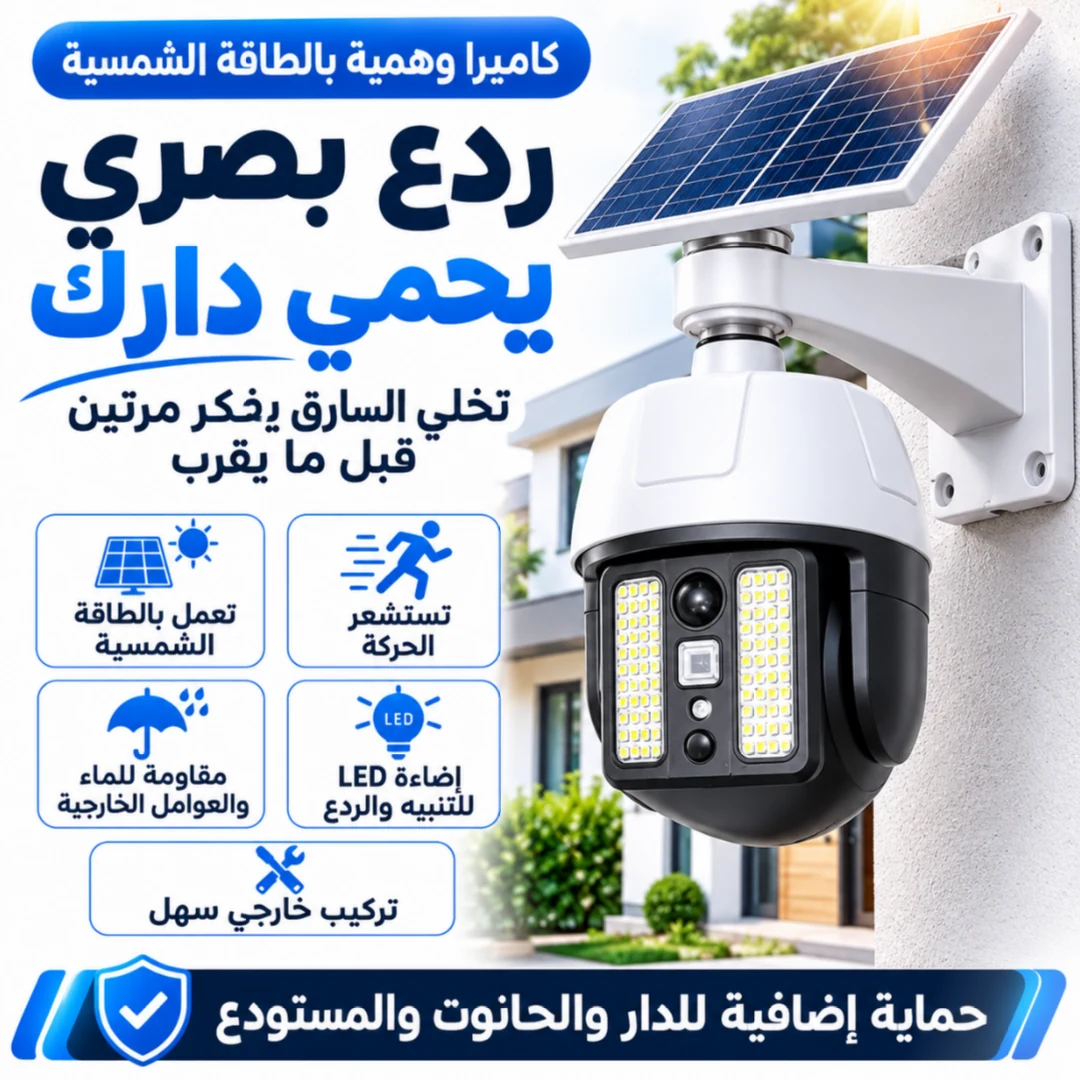 كاميرا وهمية بالطاقة الشمسية
ردع بصري
يحمي دارك
تخلي السارق يفكر مرتين
قبل ما يقرب
تعمل بالطاقة
الشمسية
تستشعر
الحركة
مقاومة للماء
والعوامل الخارجية
LED
إضاءة LED
للتنبيه والردع
تركيب خارجي سهل
حماية إضافية للدار والحانوت والمستودع